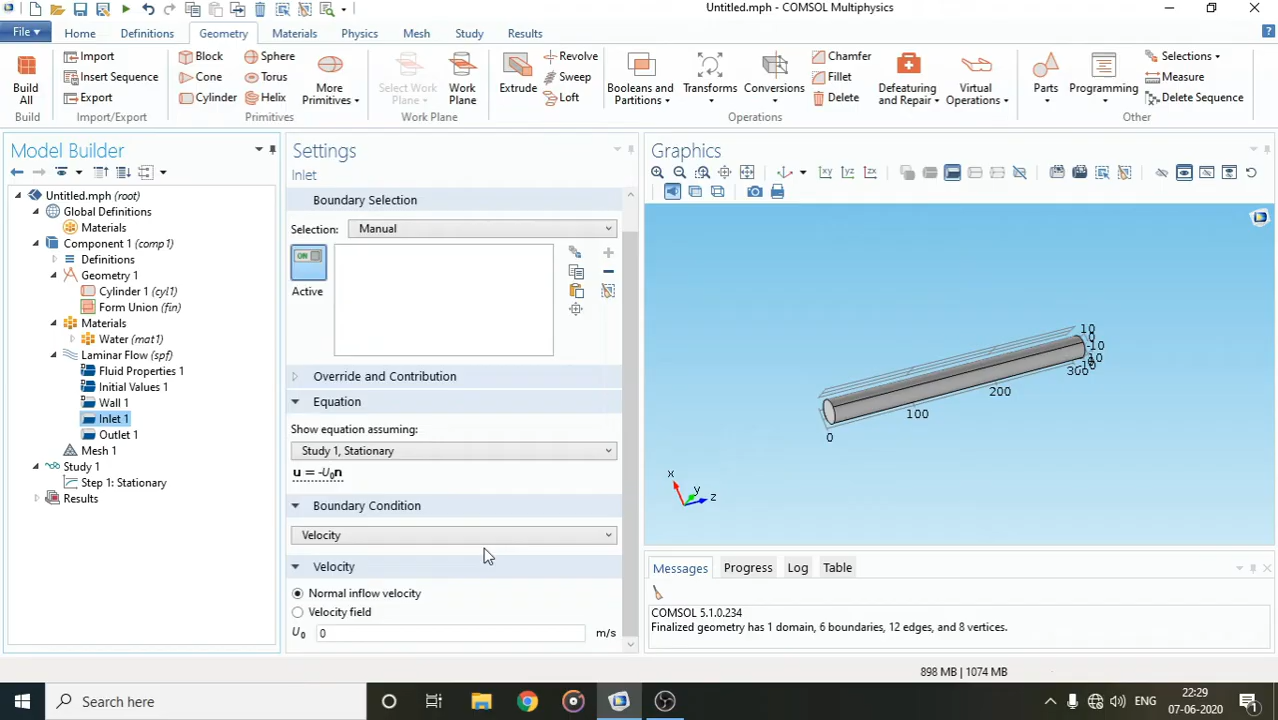 Untitled.mph - COMSOL Multiphysics
File
Home
Definitions
Geometry
Materials
Physics
Mesh
Study
Results
Build All
Build
Import
Insert Sequence
Export
Import/Export
Block
Cone
Cylinder
Sphere
Torus
Helix
More Primitives
Primitives
Select Work Plane
Work Plane
Work Plane
Extrude
Revolve
Sweep
Loft
Booleans and Partitions
Transforms
Conversions
Chamfer
Fillet
Delete
Defeaturing and Repair
Virtual Operations
Operations
Parts
Programming
Selections
Measure
Delete Sequence
Other
Model Builder
Untitled.mph (root)
Global Definitions
Materials
Component 1 (comp1)
Definitions
Geometry 1
Cylinder 1 (cyl1)
Form Union (fin)
Materials
Water (mat1)
Laminar Flow (spf)
Fluid Properties 1
Initial Values 1
Wall 1
Inlet 1
Outlet 1
Mesh 1
Study 1
Step 1: Stationary
Results
Settings
Inlet
Boundary Selection
Selection: Manual
ON
Active
Override and Contribution
Equation
Show equation assuming:
Study 1, Stationary
u = -U₀n
Boundary Condition
Velocity
Velocity
Normal inflow velocity
Velocity field
U₀ 0 m/s
Graphics
xy yz zx
10
0
-10
10
300
200
100
0
x
y
z
Messages
Progress
Log
Table
COMSOL 5.1.0.234
Finalized geometry has 1 domain, 6 boundaries, 12 edges, and 8 vertices.
898 MB | 1074 MB
Search here
ENG
22:29
07-06-2020
1